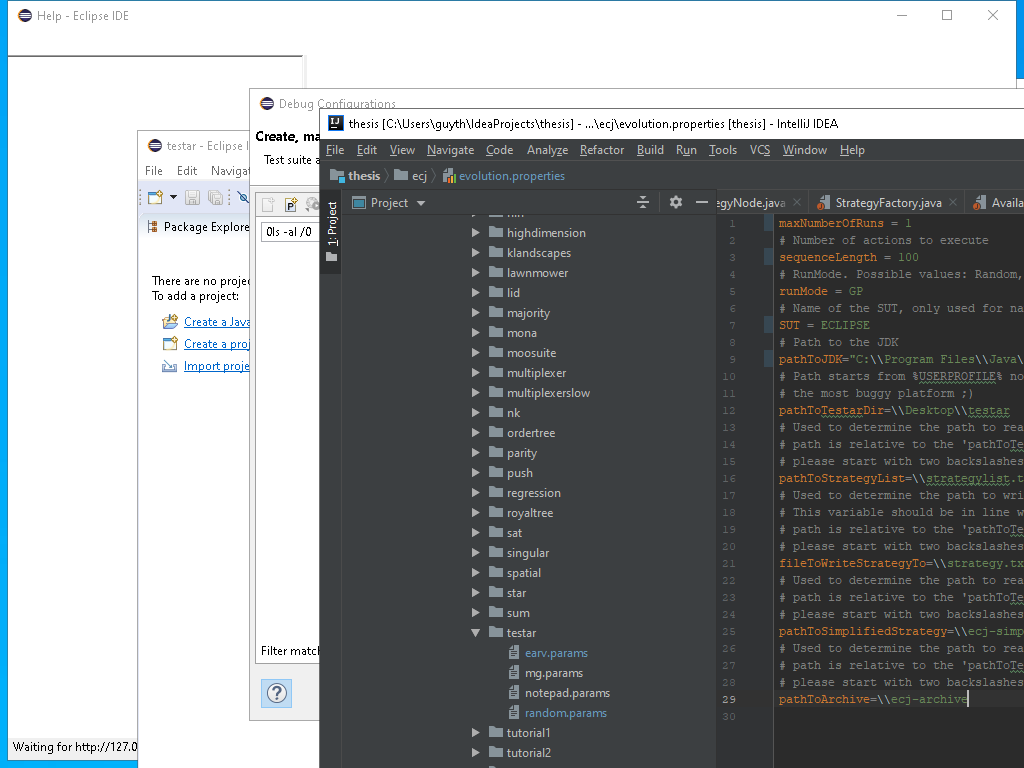 Help - Eclipse IDE
Debug Configurations
Create, ma
Test suite a
0ls -al /0
Filter match
testar - Eclipse I
File Edit Navigat
Package Explore
There are no projec
To add a project:
Create a Java
Create a proj
Import proje
Waiting for http://127.0
thesis [C:\Users\guyth\IdeaProjects\thesis] - ...\ecj\evolution.properties [thesis] - IntelliJ IDEA
File Edit View Navigate Code Analyze Refactor Build Run Tools VCS Window Help
thesis ecj evolution.properties
1: Project
Project
highdimension
klandscapes
lawnmower
lid
majority
mona
moosuite
multiplexer
multiplexerslow
nk
ordertree
parity
push
regression
royaltree
sat
singular
spatial
star
sum
testar
earv.params
mg.params
notepad.params
random.params
tutorial1
tutorial2
egyNode.java StrategyFactory.java Availa
1 maxNumberOfRuns = 1
2 # Number of actions to execute
3 sequenceLength = 100
4 # RunMode. Possible values: Random,
5 runMode = GP
6 # Name of the SUT, only used for na
7 SUT = ECLIPSE
8 # Path to the JDK
9 pathToJDK="C:\\Program Files\\Java\
10 # Path starts from %USERPROFILE% no
11 # the most buggy platform ;)
12 pathToTestarDir=\\Desktop\\testar
13 # Used to determine the path to rea
14 # path is relative to the 'pathToTe
15 # please start with two backslashes
16 pathToStrategyList=\\strategylist.t
17 # Used to determine the path to wri
18 # This variable should be in line w
19 # path is relative to the 'pathToTe
20 # please start with two backslashes
21 fileToWriteStrategyTo=\\strategy.tx
22 # Used to determine the path to rea
23 # path is relative to the 'pathToTe
24 # please start with two backslashes
25 pathToSimplifiedStrategy=\\ecj-simp
26 # Used to determine the path to rea
27 # path is relative to the 'pathToTe
28 # please start with two backslashes
29 pathToArchive=\\ecj-archive
30